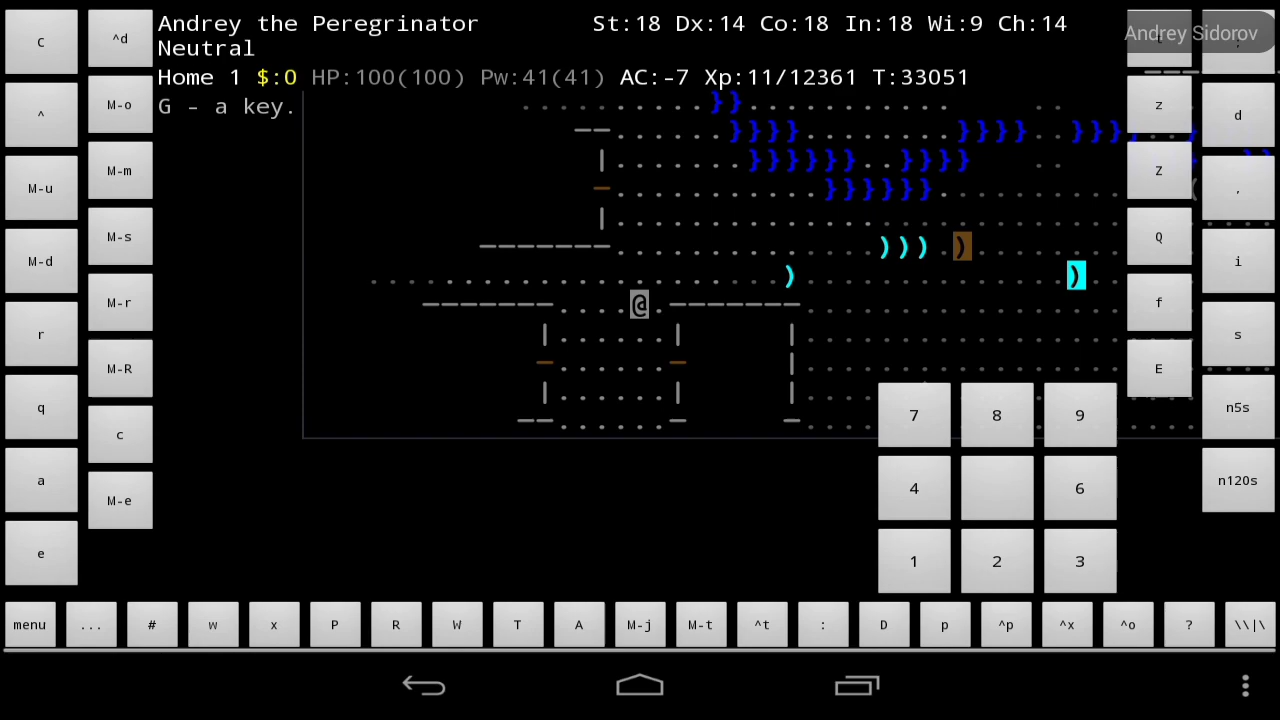 Andrey the Peregrinator St:18 Dx:14 Co:18 In:18 Wi:9 Ch:14
Neutral
Home 1 $:0 HP:100(100) Pw:41(41) AC:-7 Xp:11/12361 T:33051
G - a key.
Andrey Sidorov
c
^
M-u
M-d
r
q
a
e
^d
M-o
M-m
M-s
M-r
M-R
c
M-e
z
Z
Q
f
E
d
,
i
s
n5s
n120s
7 8 9
4 6
1 2 3
menu ... # w x P R W T A M-j M-t ^t : D p ^p ^x ^o ? \\|\